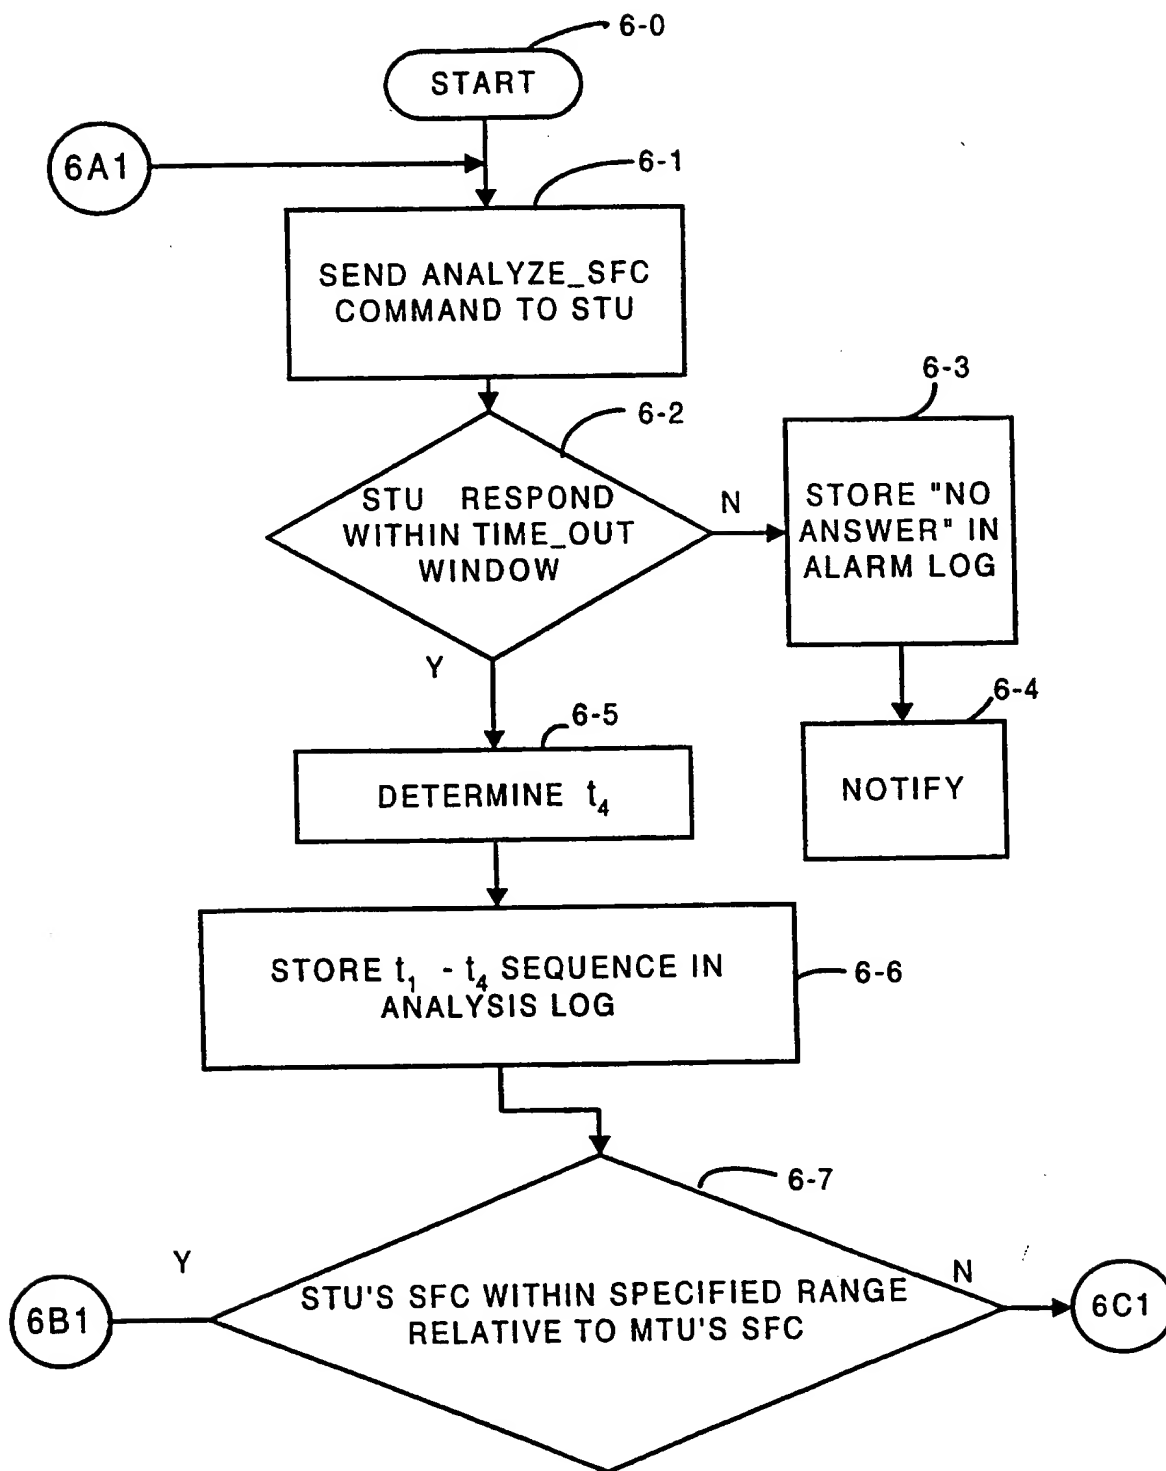 6-0
START
6A1
6-1
SEND ANALYZE_SFC
COMMAND TO STU
6-2
STU RESPOND
WITHIN TIME_OUT
WINDOW
N
Y
6-3
STORE "NO
ANSWER" IN
ALARM LOG
6-4
NOTIFY
6-5
DETERMINE t₄
STORE t₁ - t₄ SEQUENCE IN
ANALYSIS LOG
6-6
6-7
Y
N
STU'S SFC WITHIN SPECIFIED RANGE
RELATIVE TO MTU'S SFC
6B1
6C1